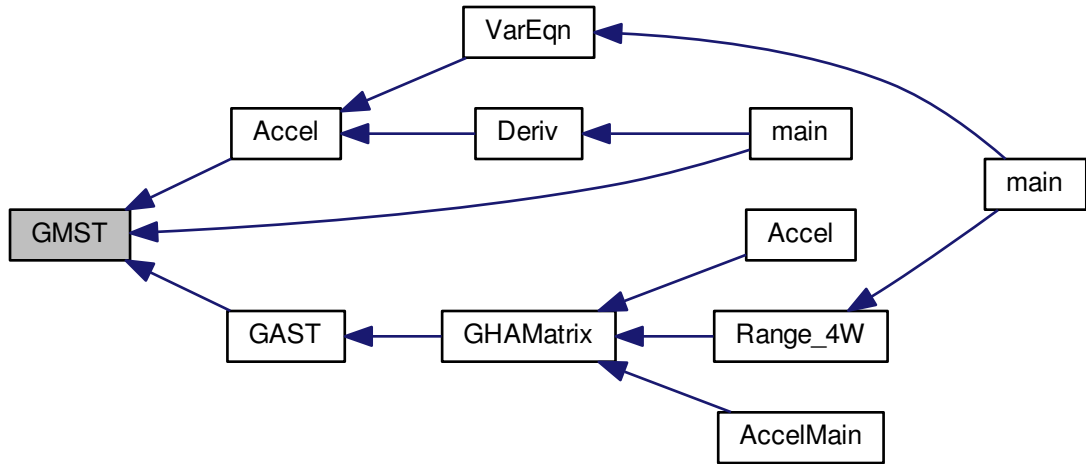 VarEqn
Accel
Deriv
main
main
GMST
Accel
GAST
GHAMatrix
Range_4W
AccelMain